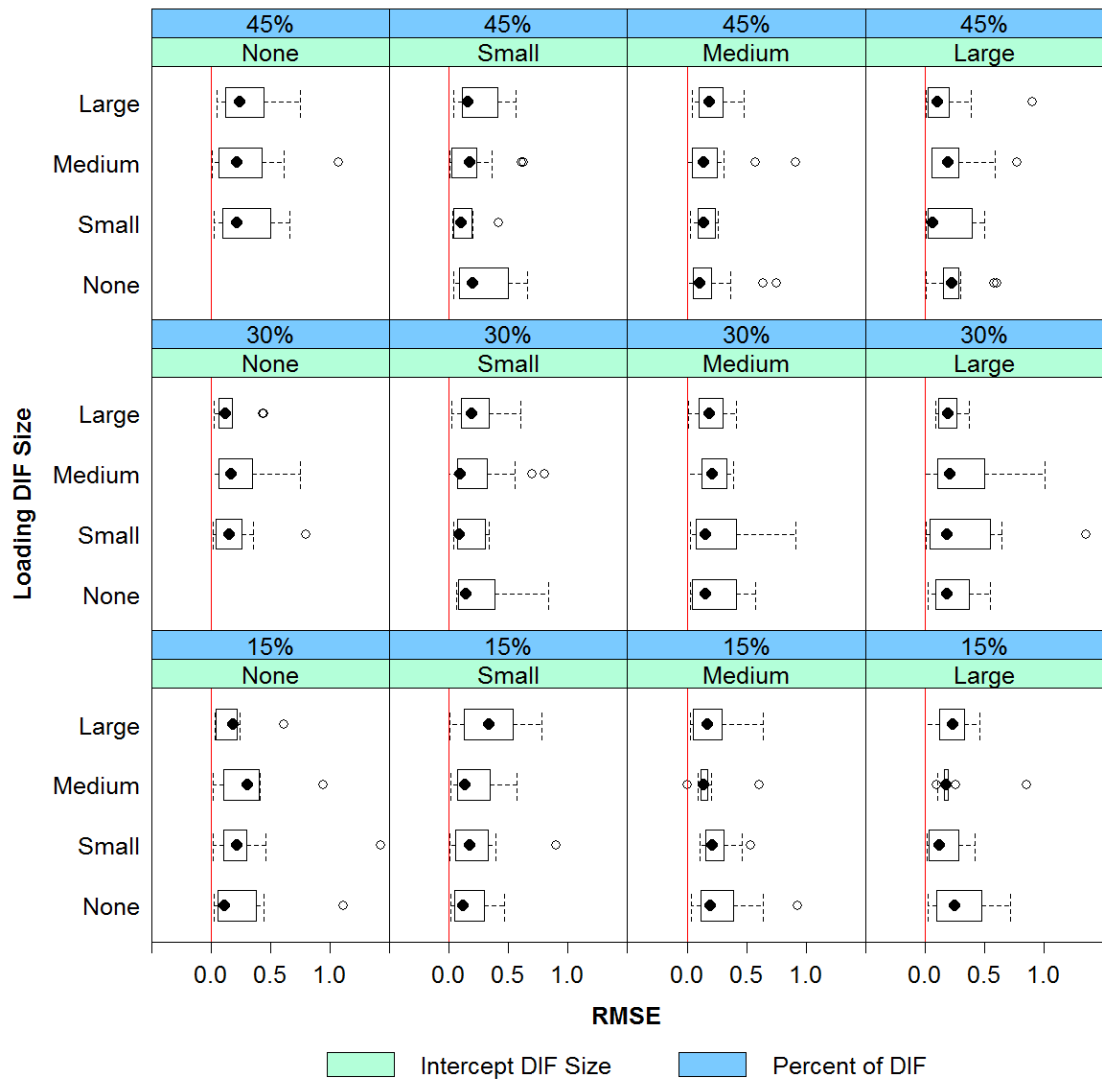 45% 45% 45% 45%
None Small Medium Large
Large
Medium
Small
None
30% 30% 30% 30%
None Small Medium Large
Large
Medium
Small
None
15% 15% 15% 15%
None Small Medium Large
Large
Medium
Small
None
Loading DIF Size
0.0 0.5 1.0 0.0 0.5 1.0 0.0 0.5 1.0 0.0 0.5 1.0
RMSE
Intercept DIF Size Percent of DIF